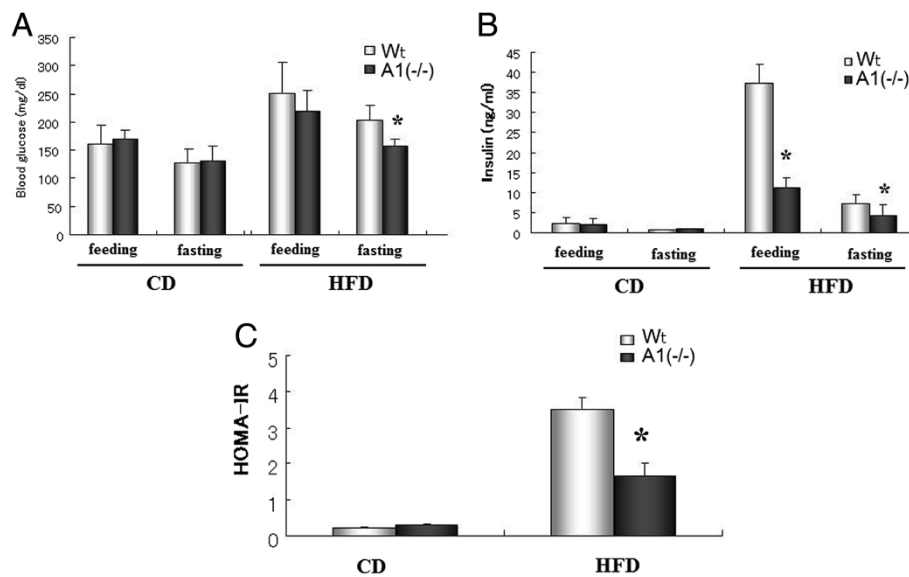 A
Blood glucose (mg/dl)
350
300
250
200
150
100
50
0
Wt
A1(-/-)
*
feeding fasting feeding fasting
CD HFD
B
Insulin (ng/ml)
45
40
35
30
25
20
15
10
5
0
Wt
A1(-/-)
*
*
feeding fasting feeding fasting
CD HFD
C
HOMA-IR
5
4
3
2
1
0
Wt
A1(-/-)
*
CD HFD